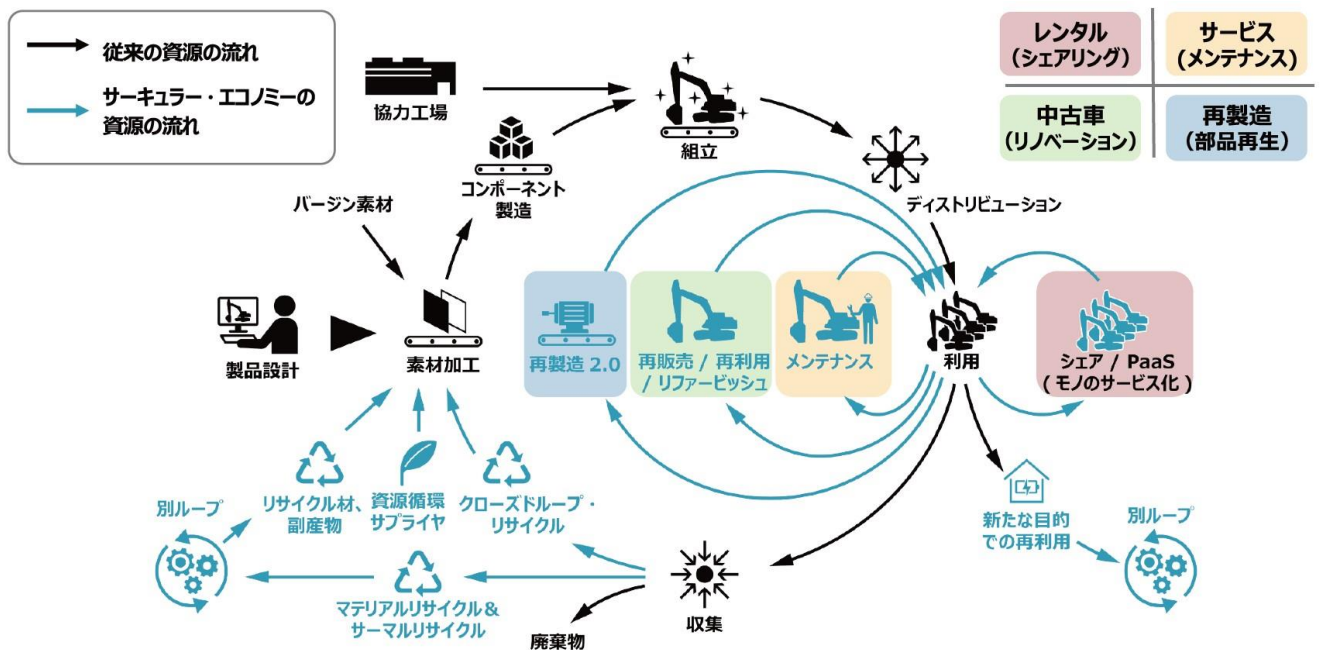 従来の資源の流れ
サーキュラー・エコノミーの
資源の流れ
レンタル
(シェアリング)
サービス
(メンテナンス)
中古車
(リノベーション)
再製造
(部品再生)
協力工場
組立
コンポーネント
製造
ディストリビューション
バージン素材
製品設計
素材加工
再製造 2.0
再販売 / 再利用
/ リファービッシュ
メンテナンス
利用
シェア / PaaS
( モノのサービス化 )
別ループ
リサイクル材、
副産物
資源循環
サプライヤ
クローズドループ・
リサイクル
新たな目的
での再利用
別ループ
マテリアルリサイクル＆
サーマルリサイクル
廃棄物
収集